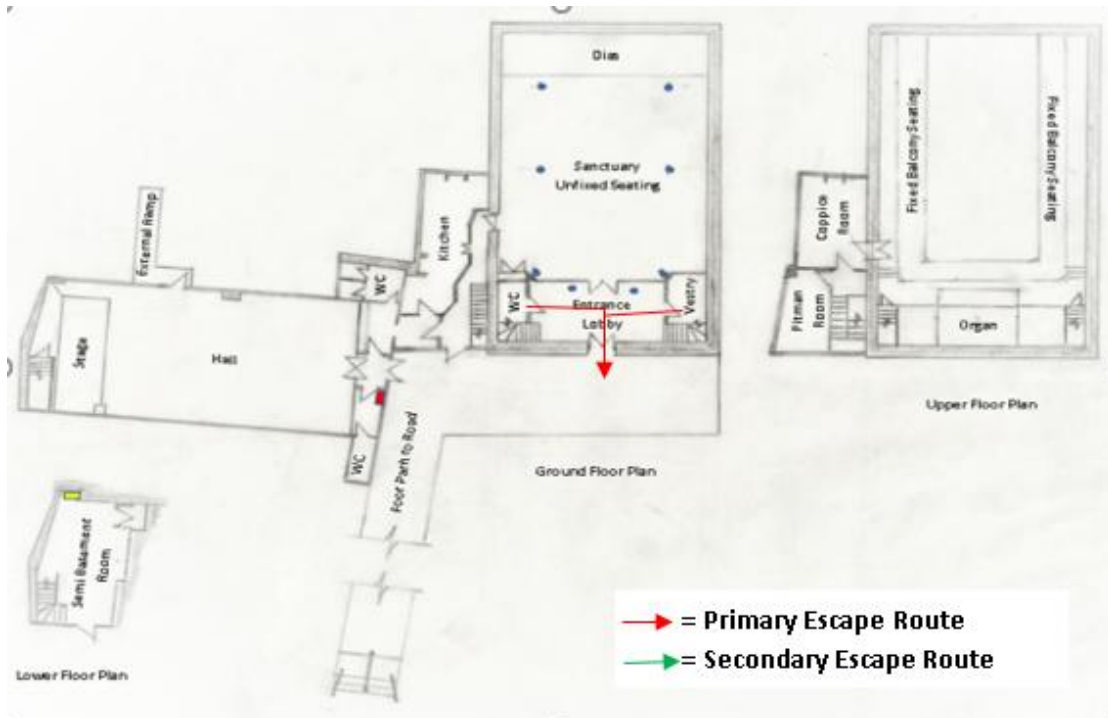 Dias
Sanctuary
Unfixed Seating
Kitchen
External Ramp
WC
WC
Entrance
Lobby
Vestry
Stage
Hall
WC
Foot Path to Road
Ground Floor Plan
Fixed Balcony Seating
Fixed Balcony Seating
Coppice
Room
Pitman
Room
Organ
Upper Floor Plan
Semi Basement
Room
Lower Floor Plan
= Primary Escape Route
= Secondary Escape Route